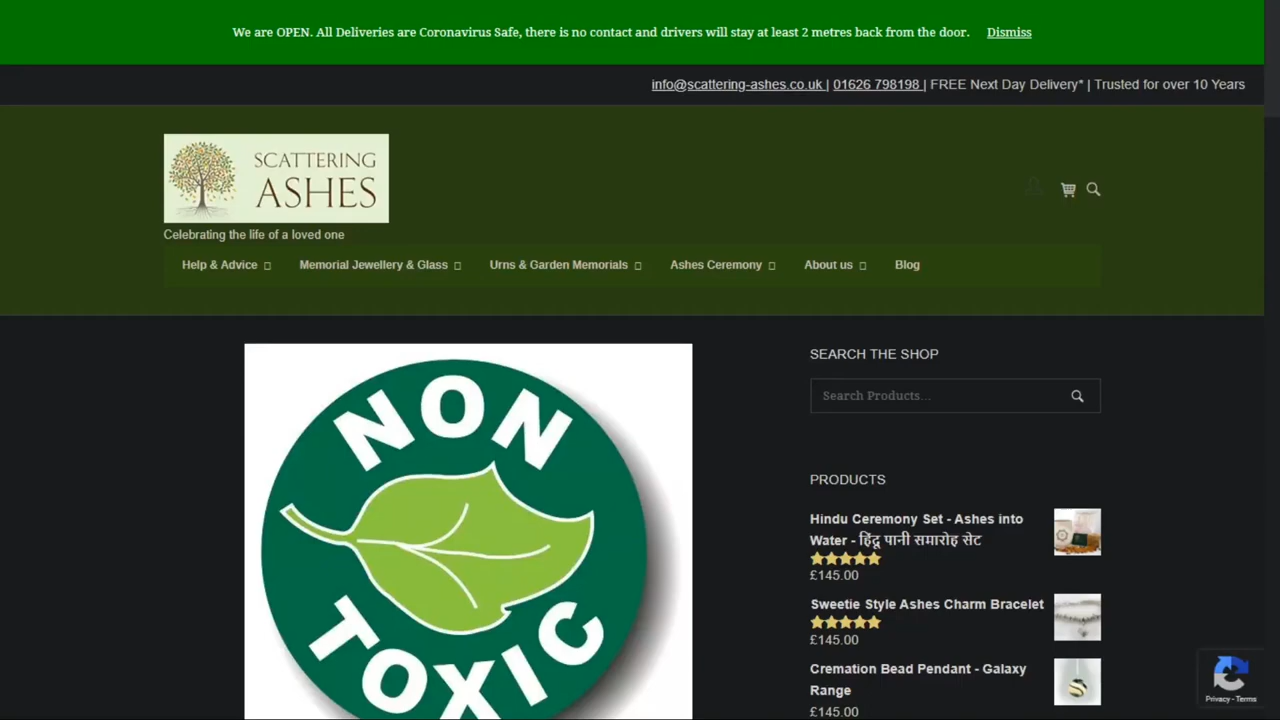 We are OPEN. All Deliveries are Coronavirus Safe, there is no contact and drivers will stay at least 2 metres back from the door. Dismiss
info@scattering-ashes.co.uk | 01626 798198 | FREE Next Day Delivery* | Trusted for over 10 Years
SCATTERING
ASHES
Celebrating the life of a loved one
Help & Advice Memorial Jewellery & Glass Urns & Garden Memorials Ashes Ceremony About us Blog
NON
TOXIC
SEARCH THE SHOP
Search Products...
PRODUCTS
Hindu Ceremony Set - Ashes into
Water - हिंदू पानी समारोह सेट
£145.00
Sweetie Style Ashes Charm Bracelet
£145.00
Cremation Bead Pendant - Galaxy
Range
£145.00
Privacy - Terms